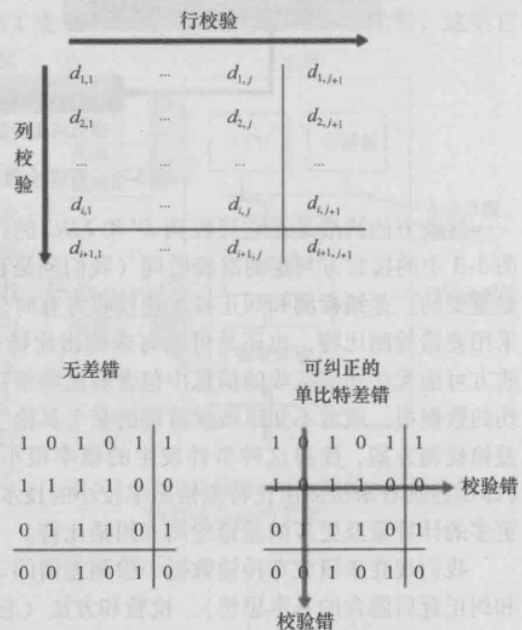 行校验
列校验
d1,1 ... d1,j d1,j+1
d2,1 ... d2,j d2,j+1
... ... ... ...
di,1 ... di,j di,j+1
di+1,1 ... di+1,j di+1,j+1
无差错
1 0 1 0 1 1
1 1 1 1 0 0
0 1 1 1 0 1
0 0 1 0 1 0
可纠正的
单比特差错
1 0 1 0 1 1
1 0 1 1 0 0
校验错
0 1 1 1 0 1
0 0 1 0 1 0
校验错